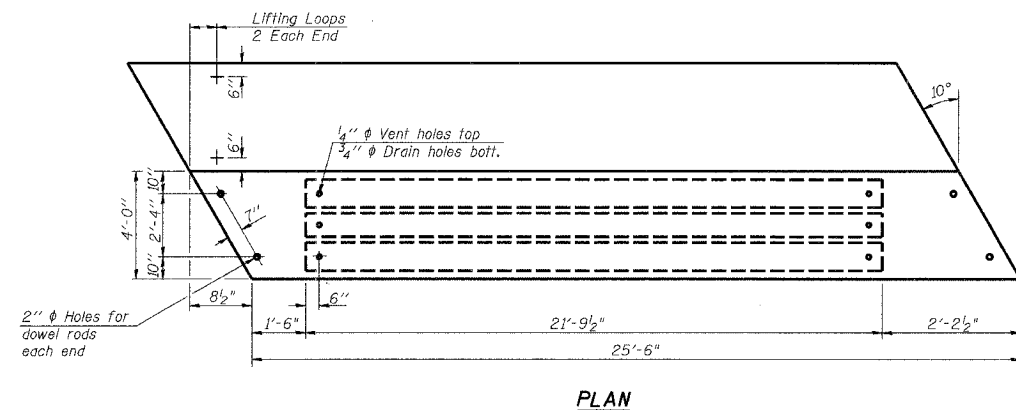 Lifting Loops
2 Each End
6"
10°
1/4" ϕ Vent holes top
3/4" ϕ Drain holes bott.
6"
10"
4'-0"
2'-4"
7"
10"
8 1/2"
6"
2" ϕ Holes for
dowel rods
each end
1'-6"
21'-9 1/2"
2'-2 1/2"
25'-6"
PLAN